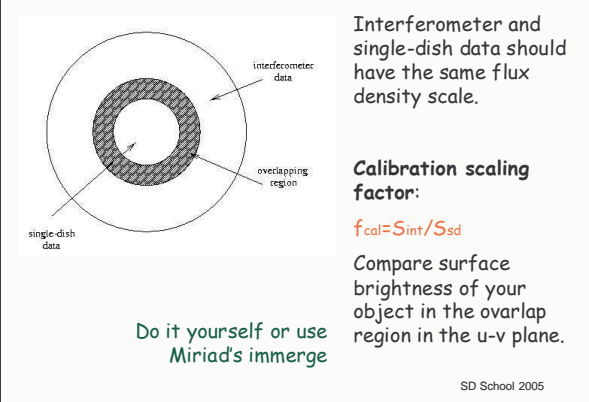 interferometer
data
overlapping
region
single-dish
data
Interferometer and
single-dish data should
have the same flux
density scale.
Calibration scaling
factor:
fcal=Sint/Ssd
Compare surface
brightness of your
object in the ovarlap
region in the u-v plane.
Do it yourself or use
Miriad's immerge
SD School 2005